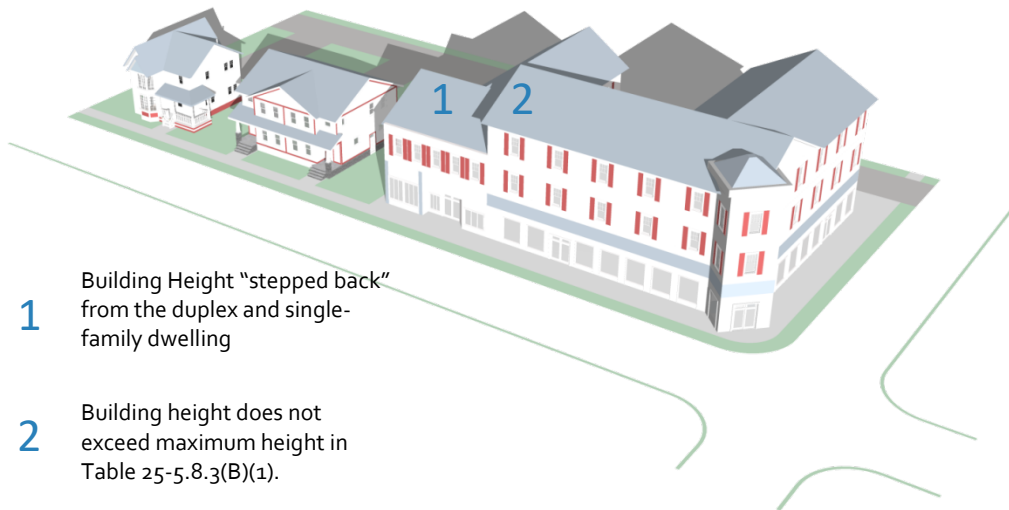 1 2
1
Building Height “stepped back”
from the duplex and single-
family dwelling
2
Building height does not
exceed maximum height in
Table 25-5.8.3(B)(1).